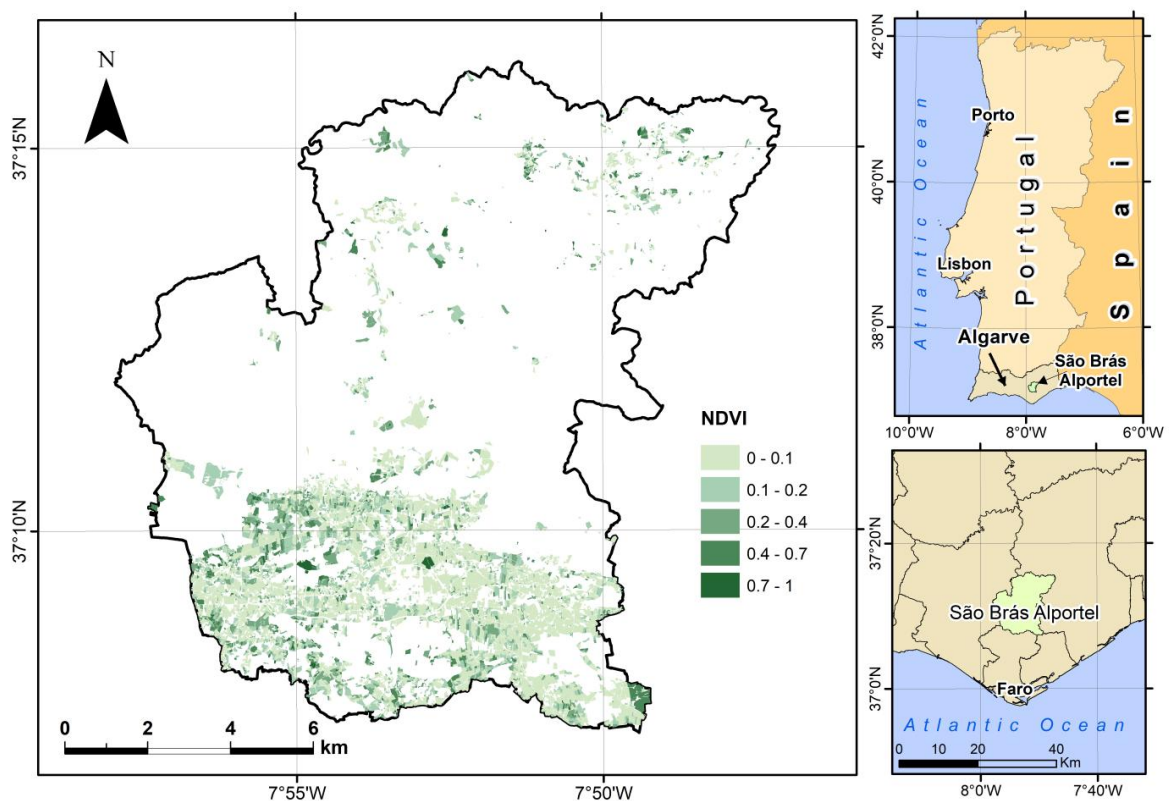 N
37°15'N
37°10'N
7°55'W
7°50'W
NDVI
0 - 0.1
0.1 - 0.2
0.2 - 0.4
0.4 - 0.7
0.7 - 1
0 2 4 6
km
42°0'N
40°0'N
38°0'N
Atlantic Ocean
Porto
Portugal
Spain
Lisbon
Algarve
São Brás
Alportel
10°0'W 8°0'W 6°0'W
37°20'N
37°0'N
São Brás Alportel
Faro
Atlantic Ocean
0 10 20 40
Km
8°0'W 7°40'W